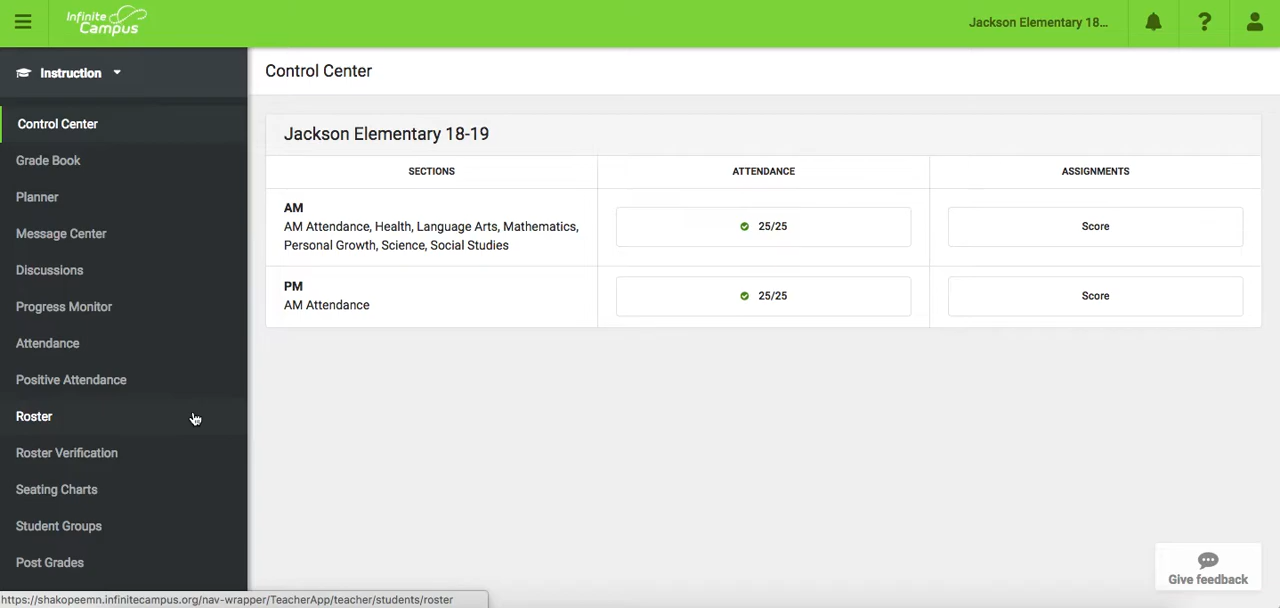 Infinite
Campus
Jackson Elementary 18...
?
Instruction
Control Center
Control Center
Grade Book
Planner
Message Center
Discussions
Progress Monitor
Attendance
Positive Attendance
Roster
Roster Verification
Seating Charts
Student Groups
Post Grades
Jackson Elementary 18-19
SECTIONS ATTENDANCE ASSIGNMENTS
AM
AM Attendance, Health, Language Arts, Mathematics,
Personal Growth, Science, Social Studies
25/25
Score
PM
AM Attendance
25/25
Score
Give feedback
https://shakopeemn.infinitecampus.org/nav-wrapper/TeacherApp/teacher/students/roster